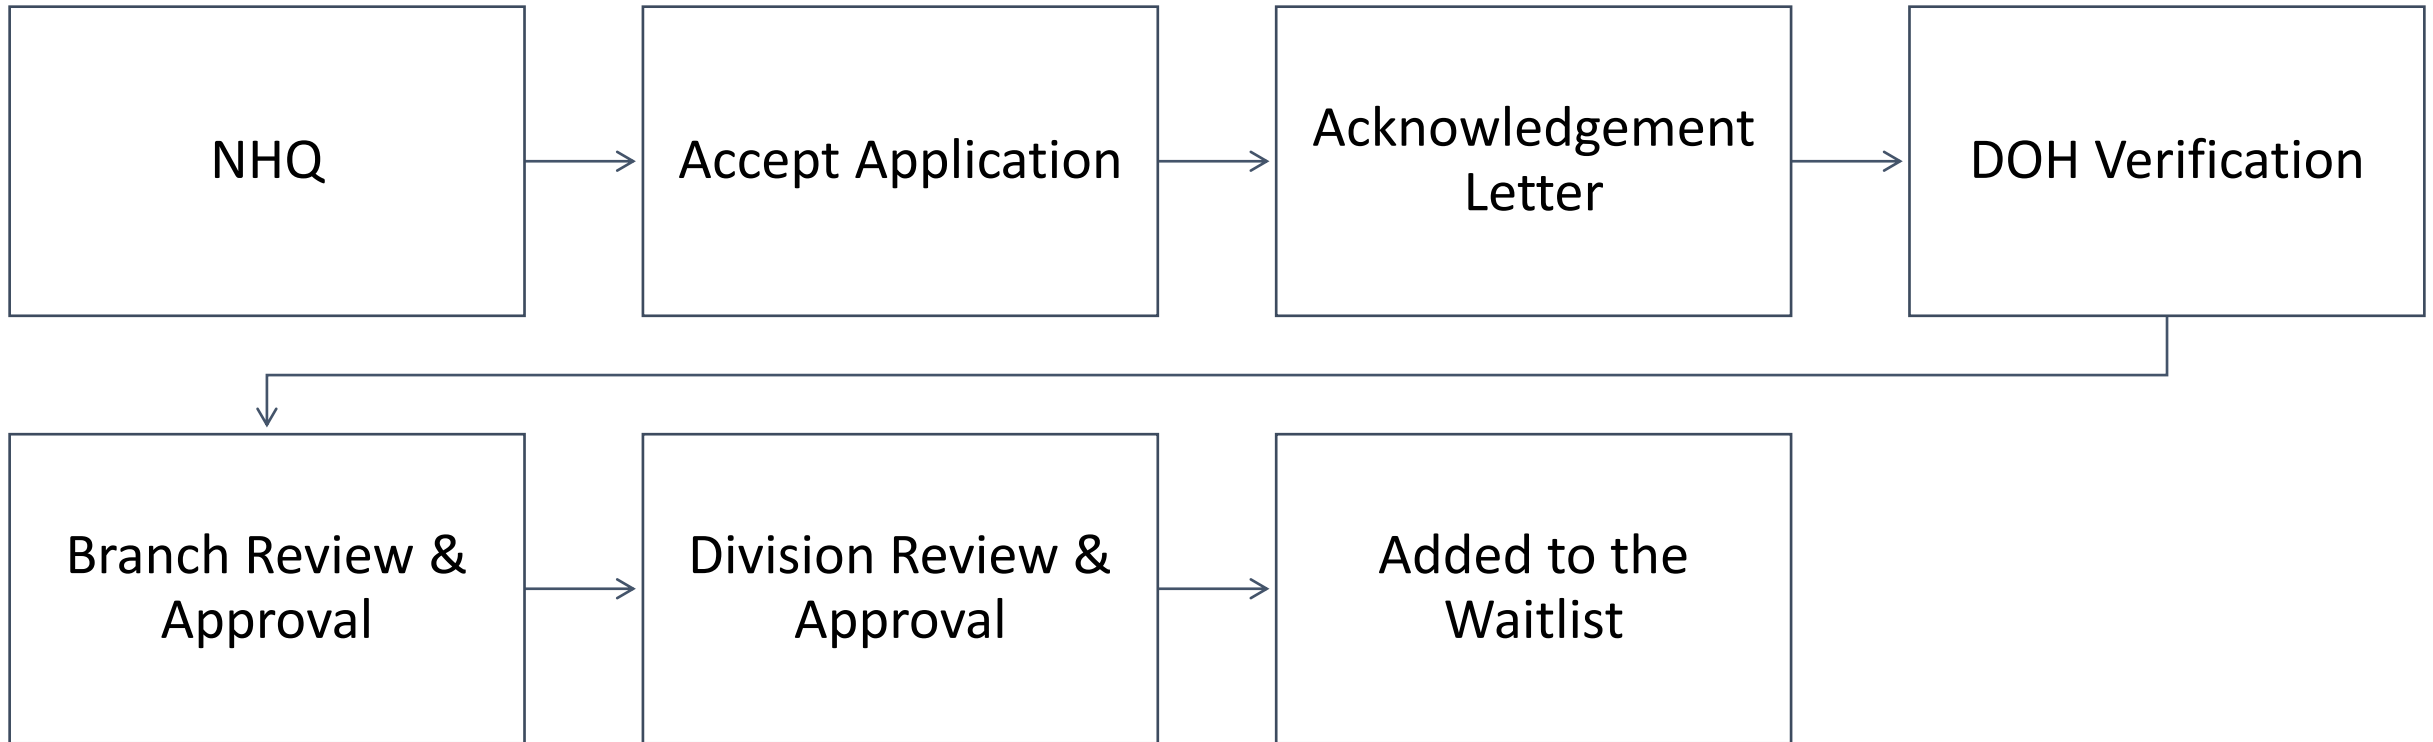 NHQ
Accept Application
Acknowledgement
Letter
DOH Verification
Branch Review &
Approval
Division Review &
Approval
Added to the
Waitlist